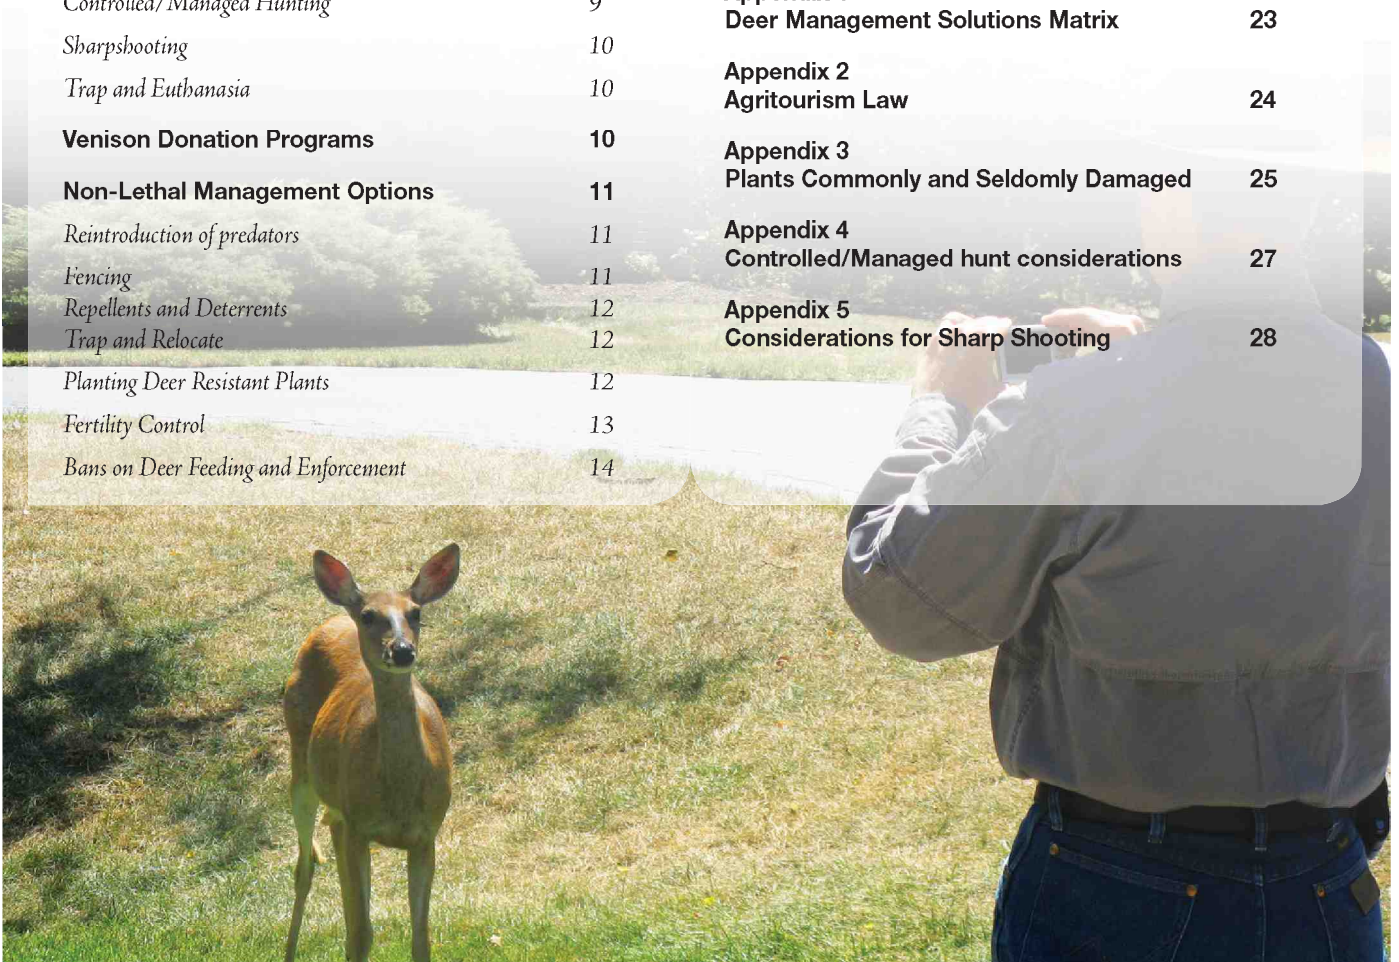 Controlled/Managed Hunting 9
Sharpshooting 10
Trap and Euthanasia 10
Venison Donation Programs 10
Non-Lethal Management Options 11
Reintroduction of predators 11
Fencing 11
Repellents and Deterrents 12
Trap and Relocate 12
Planting Deer Resistant Plants 12
Fertility Control 13
Bans on Deer Feeding and Enforcement 14
Deer Management Solutions Matrix 23
Appendix 2
Agritourism Law 24
Appendix 3
Plants Commonly and Seldomly Damaged 25
Appendix 4
Controlled/Managed hunt considerations 27
Appendix 5
Considerations for Sharp Shooting 28